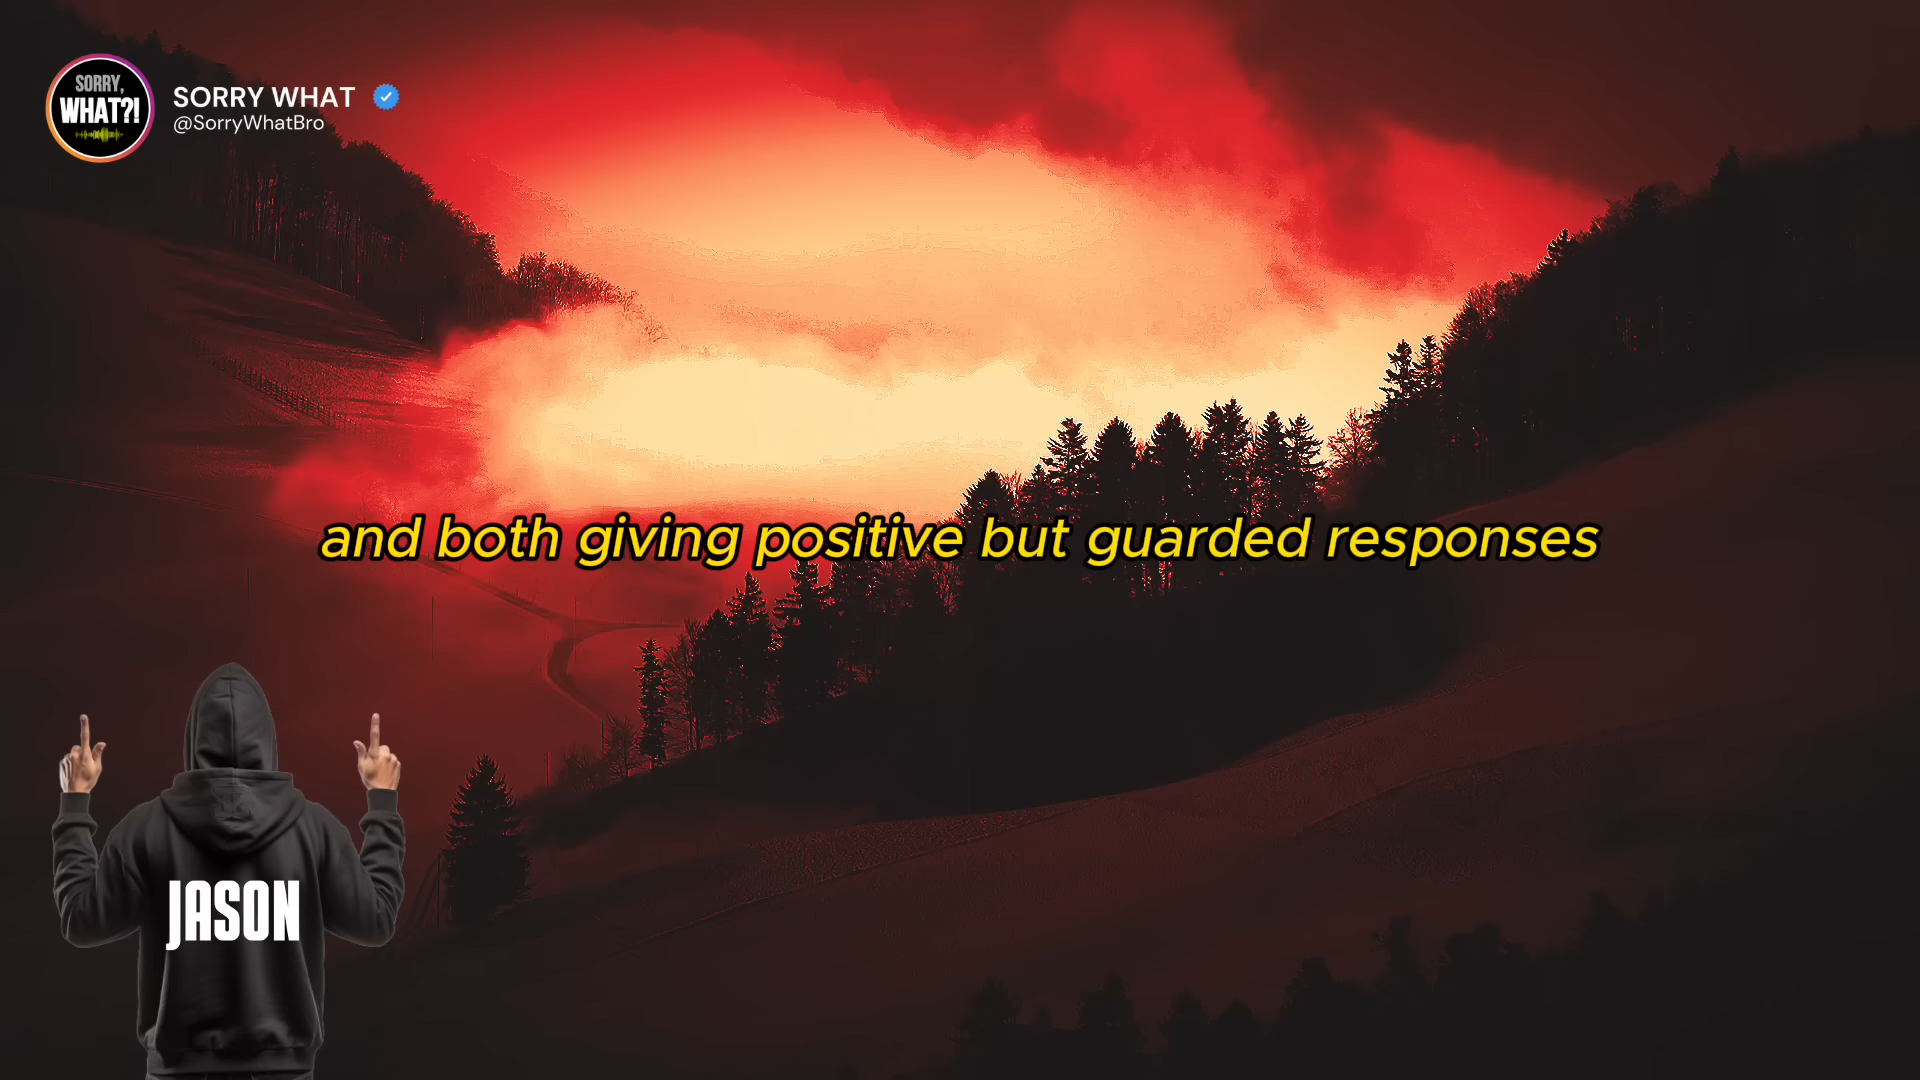 SORRY,
WHAT?!
SORRY WHAT
@SorryWhatBro
and both giving positive but guarded responses
JASON